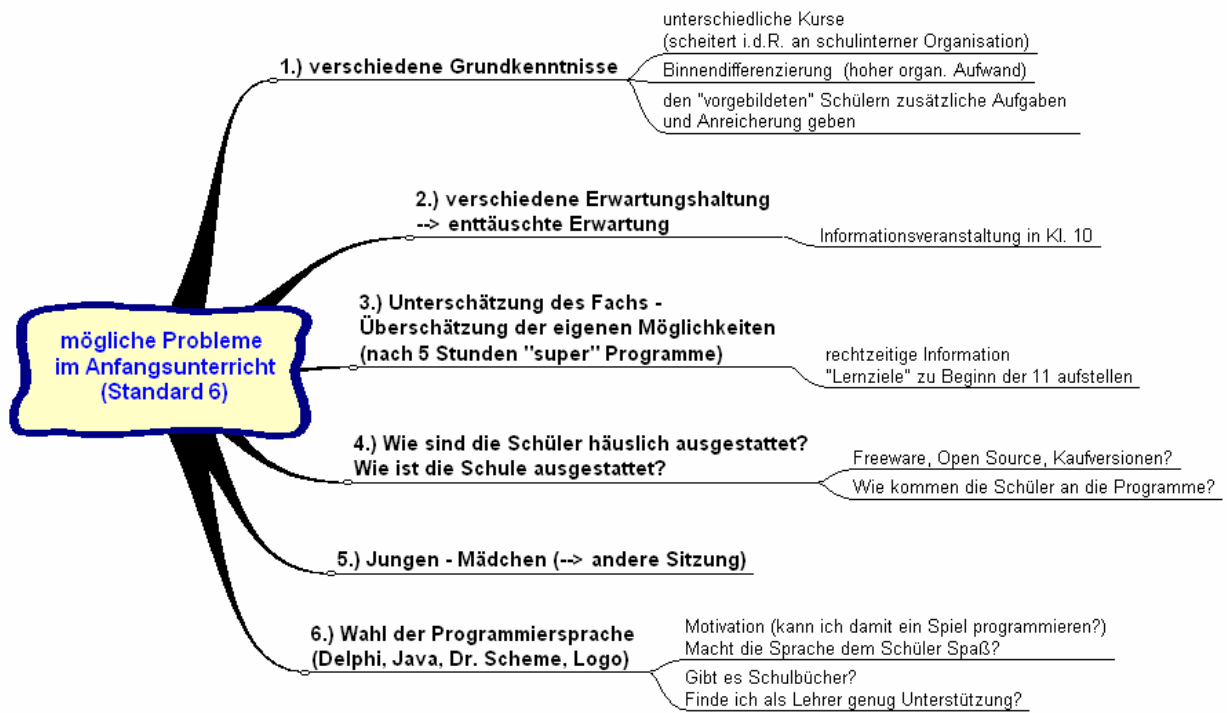 mögliche Probleme
im Anfangsunterricht
(Standard 6)
1.) verschiedene Grundkenntnisse
unterschiedliche Kurse
(scheitert i.d.R. an schulinterner Organisation)
Binnendifferenzierung (hoher organ. Aufwand)
den "vorgebildeten" Schülern zusätzliche Aufgaben
und Anreicherung geben
2.) verschiedene Erwartungshaltung
--> enttäuschte Erwartung
Informationsveranstaltung in Kl. 10
3.) Unterschätzung des Fachs -
Überschätzung der eigenen Möglichkeiten
(nach 5 Stunden "super" Programme)
rechtzeitige Information
"Lernziele" zu Beginn der 11 aufstellen
4.) Wie sind die Schüler häuslich ausgestattet?
Wie ist die Schule ausgestattet?
Freeware, Open Source, Kaufversionen?
Wie kommen die Schüler an die Programme?
5.) Jungen - Mädchen (--> andere Sitzung)
6.) Wahl der Programmiersprache
(Delphi, Java, Dr. Scheme, Logo)
Motivation (kann ich damit ein Spiel programmieren?)
Macht die Sprache dem Schüler Spaß?
Gibt es Schulbücher?
Finde ich als Lehrer genug Unterstützung?